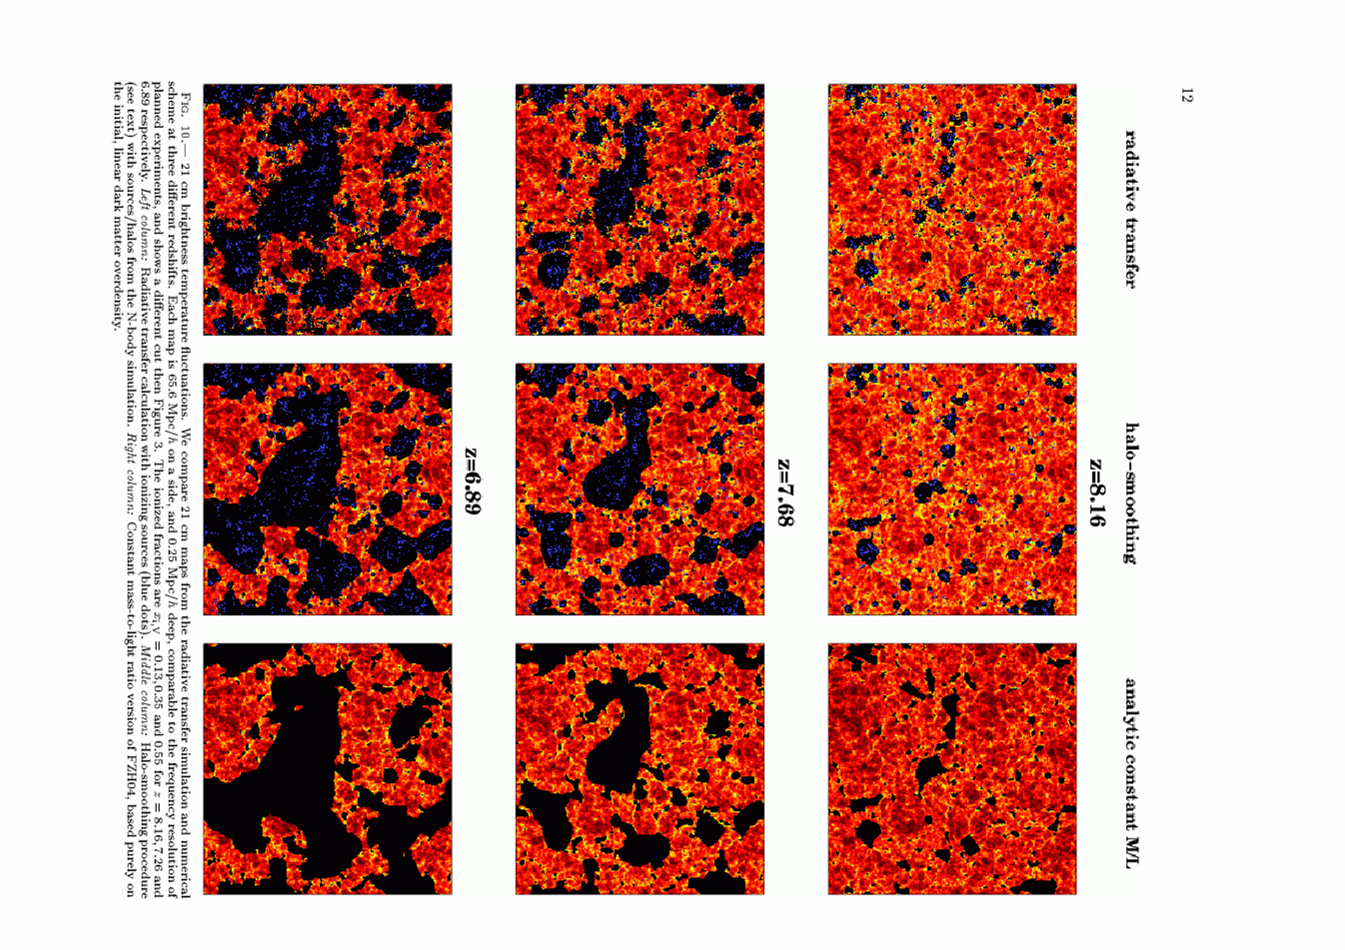 12
radiative transfer
halo−smoothing
analytic constant M/L
z=8.16
z=7.68
z=6.89
Fig. 10.— 21 cm brightness temperature fluctuations. We compare 21 cm maps from the radiative transfer simulation and numerical
scheme at three different redshifts. Each map is 65.6 Mpc/h on a side, and 0.25 Mpc/h deep, comparable to the frequency resolution of
planned experiments, and shows a different cut then Figure 3. The ionized fractions are x_{i,V} = 0.13, 0.35 and 0.55 for z = 8.16, 7.26 and
6.89 respectively. Left column: Radiative transfer calculation with ionizing sources (blue dots). Middle column: Halo-smoothing procedure
(see text) with sources/halos from the N-body simulation. Right column: Constant mass-to-light ratio version of FZH04, based purely on
the initial, linear dark matter overdensity.